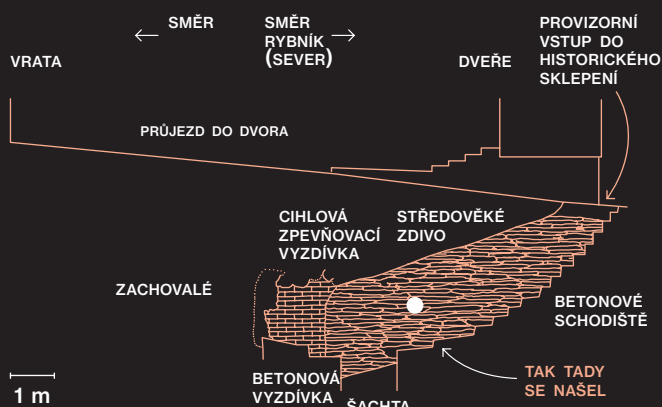 SMĚR
SMĚR
RYBNÍK
(SEVER)
PROVIZORNÍ
VSTUP DO
HISTORICKÉHO
SKLEPENÍ
VRATA
DVEŘE
PRŮJEZD DO DVORA
CIHLOVÁ
ZPEVŇOVACÍ
VYZDÍVKA
STŘEDOVĚKÉ
ZDIVO
ZACHOVALÉ
BETONOVÉ
SCHODIŠTĚ
TAK TADY
SE NAŠEL
BETONOVÁ
VYZDÍVKA
ŠACHTA
1 m